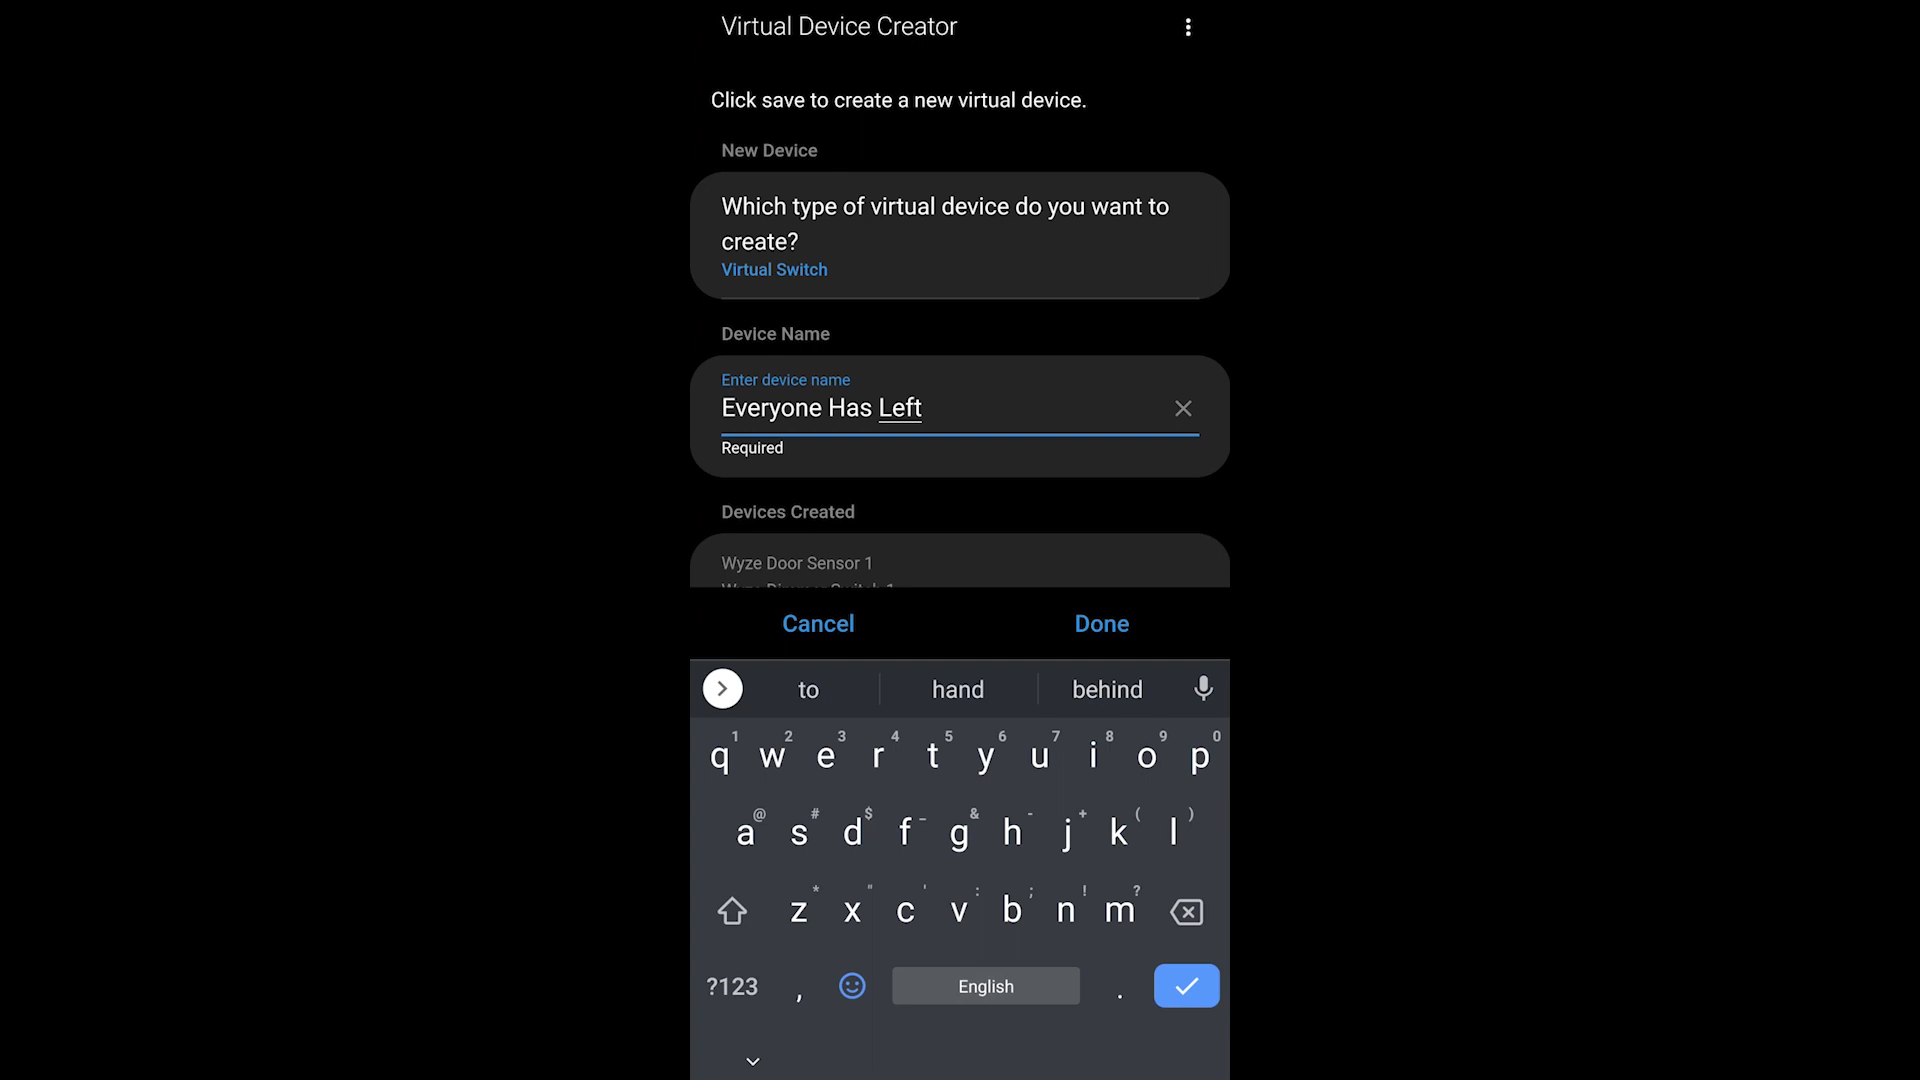 Virtual Device Creator
Click save to create a new virtual device.
New Device
Which type of virtual device do you want to
create?
Virtual Switch
Device Name
Enter device name
Everyone Has Left
Required
Devices Created
Wyze Door Sensor 1
Cancel Done
to hand behind
1 2 3 4 5 6 7 8 9 0
q w e r t y u i o p
@ # $ _ & - + ( )
a s d f g h j k l
* " ' : ; ! ?
z x c v b n m
?123 , English .